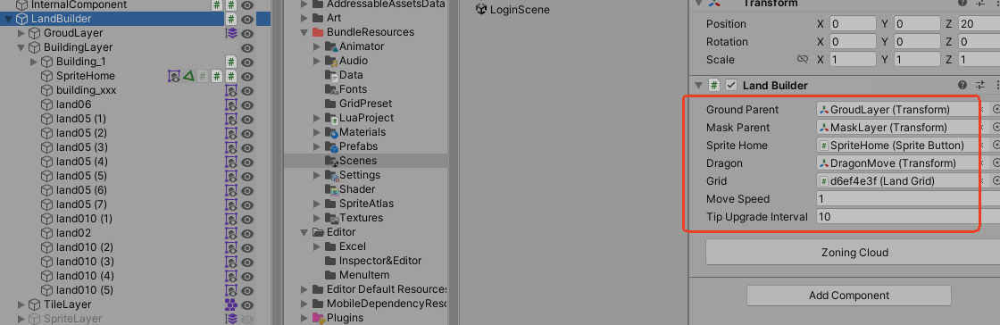 InternalComponent
LandBuilder
GroudLayer
BuildingLayer
Building_1
SpriteHome
building_xxx
land06
land05 (1)
land05 (2)
land05 (3)
land05 (4)
land05 (5)
land05 (6)
land05 (7)
land010 (1)
land02
land010 (2)
land010 (3)
land010 (4)
land010 (5)
TileLayer
SpriteLayer
AddressableAssetsData
Art
BundleResources
Animator
Audio
Data
Fonts
GridPreset
LuaProject
Materials
Prefabs
Scenes
Settings
Shader
SpriteAtlas
Textures
Editor
Excel
Inspector&Editor
MenuItem
Editor Default Resources
MobileDependencyReso
Plugins
LoginScene
Transform
Position X 0 Y 0 Z 20
Rotation X 0 Y 0 Z 0
Scale X 1 Y 1 Z 1
Land Builder
Ground Parent GroudLayer (Transform)
Mask Parent MaskLayer (Transform)
Sprite Home SpriteHome (Sprite Button)
Dragon DragonMove (Transform)
Grid d6ef4e3f (Land Grid)
Move Speed 1
Tip Upgrade Interval 10
Zoning Cloud
Add Component